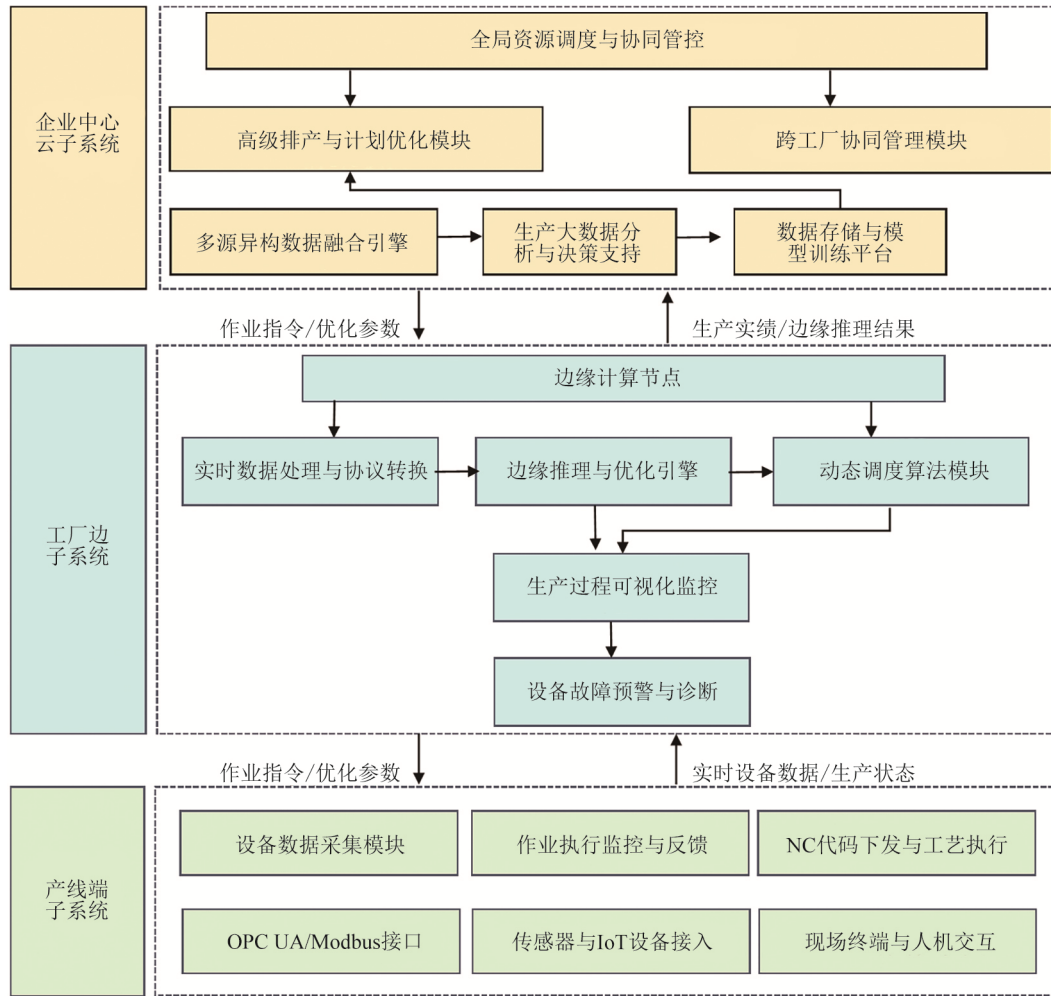 企业中心
云子系统
全局资源调度与协同管控
高级排产与计划优化模块
跨工厂协同管理模块
多源异构数据融合引擎
生产大数据分
析与决策支持
数据存储与模
型训练平台
作业指令/优化参数
生产实绩/边缘推理结果
工厂边
子系统
边缘计算节点
实时数据处理与协议转换
边缘推理与优化引擎
动态调度算法模块
生产过程可视化监控
设备故障预警与诊断
作业指令/优化参数
实时设备数据/生产状态
产线端
子系统
设备数据采集模块
作业执行监控与反馈
NC代码下发与工艺执行
OPC UA/Modbus接口
传感器与IoT设备接入
现场终端与人机交互